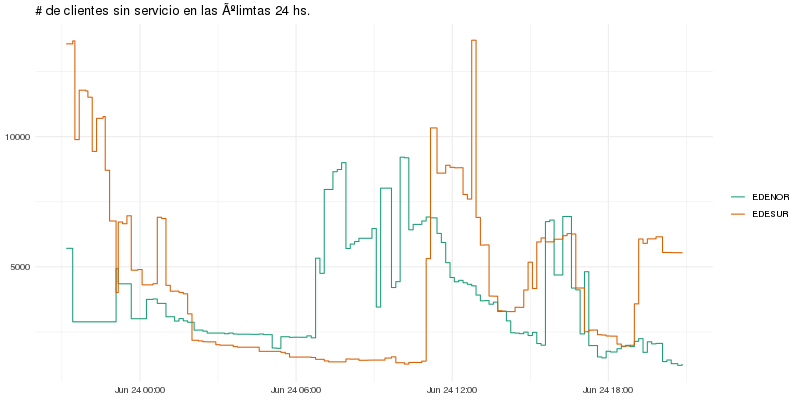 # de clientes sin servicio en las Ãºlimtas 24 hs.
10000
5000
Jun 24 00:00
Jun 24 06:00
Jun 24 12:00
Jun 24 18:00
EDENOR
EDESUR